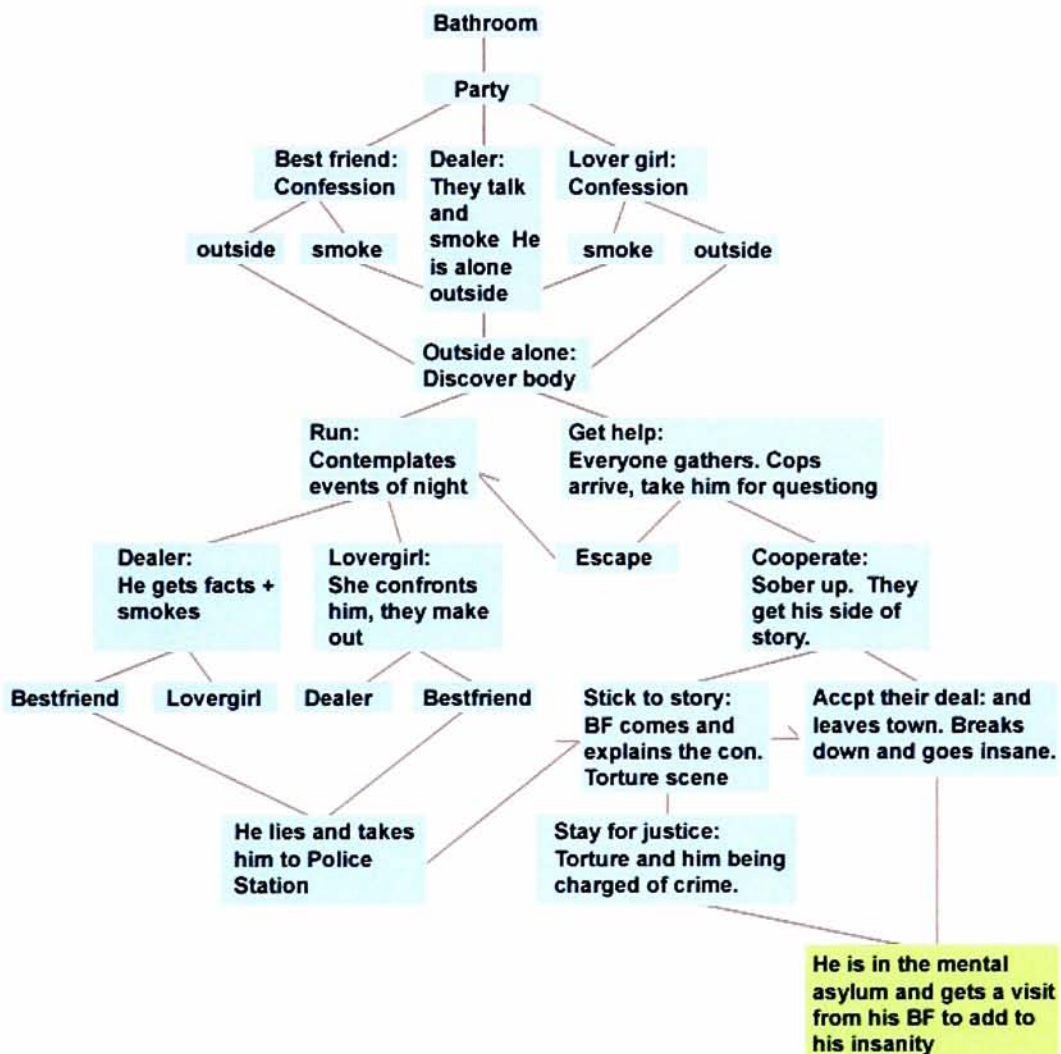 Bathroom
Party
Best friend:
Confession
Dealer:
They talk
and
smoke He
is alone
outside
Lover girl:
Confession
outside
smoke
smoke
outside
Outside alone:
Discover body
Run:
Contemplates
events of night
Get help:
Everyone gathers. Cops
arrive, take him for questiong
Dealer:
He gets facts +
smokes
Lovergirl:
She confronts
him, they make
out
Escape
Cooperate:
Sober up. They
get his side of
story.
Bestfriend
Lovergirl
Dealer
Bestfriend
Stick to story:
BF comes and
explains the con.
Torture scene
Accpt their deal: and
leaves town. Breaks
down and goes insane.
He lies and takes
him to Police
Station
Stay for justice:
Torture and him being
charged of crime.
He is in the mental
asylum and gets a visit
from his BF to add to
his insanity